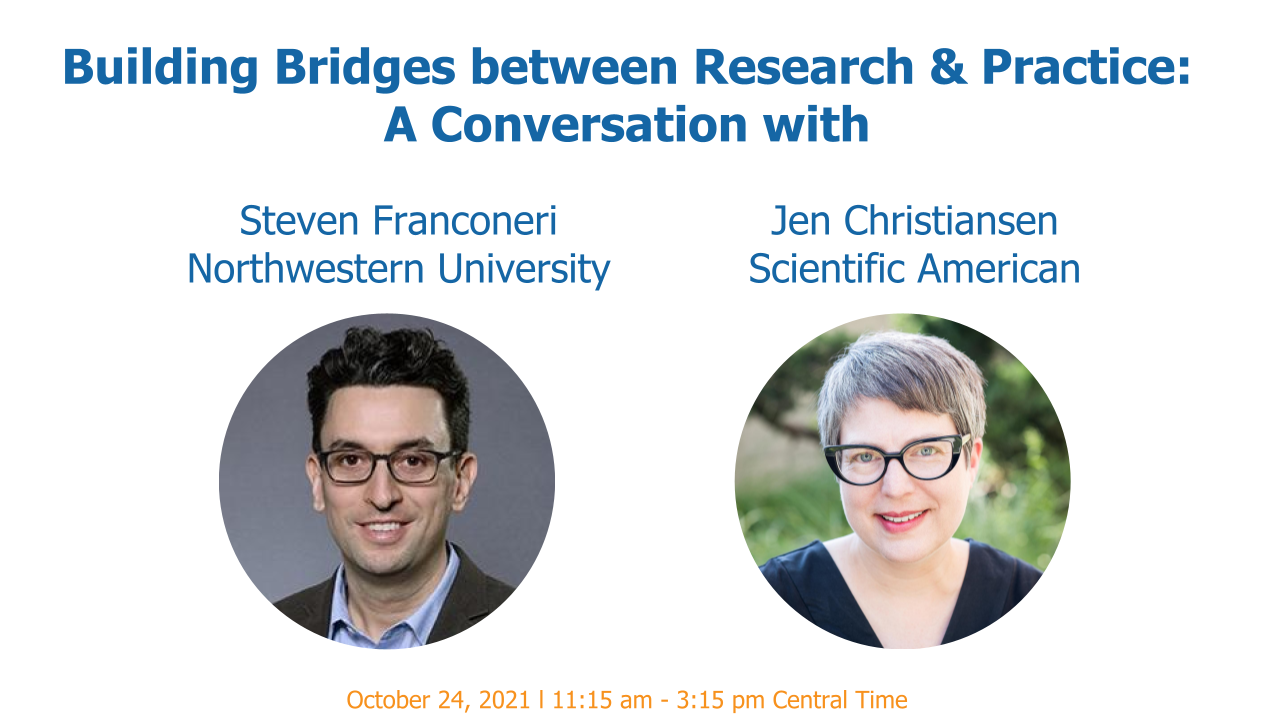 Building Bridges between Research & Practice:
A Conversation with
Steven Franconeri
Northwestern University
Jen Christiansen
Scientific American
October 24, 2021 l 11:15 am - 3:15 pm Central Time